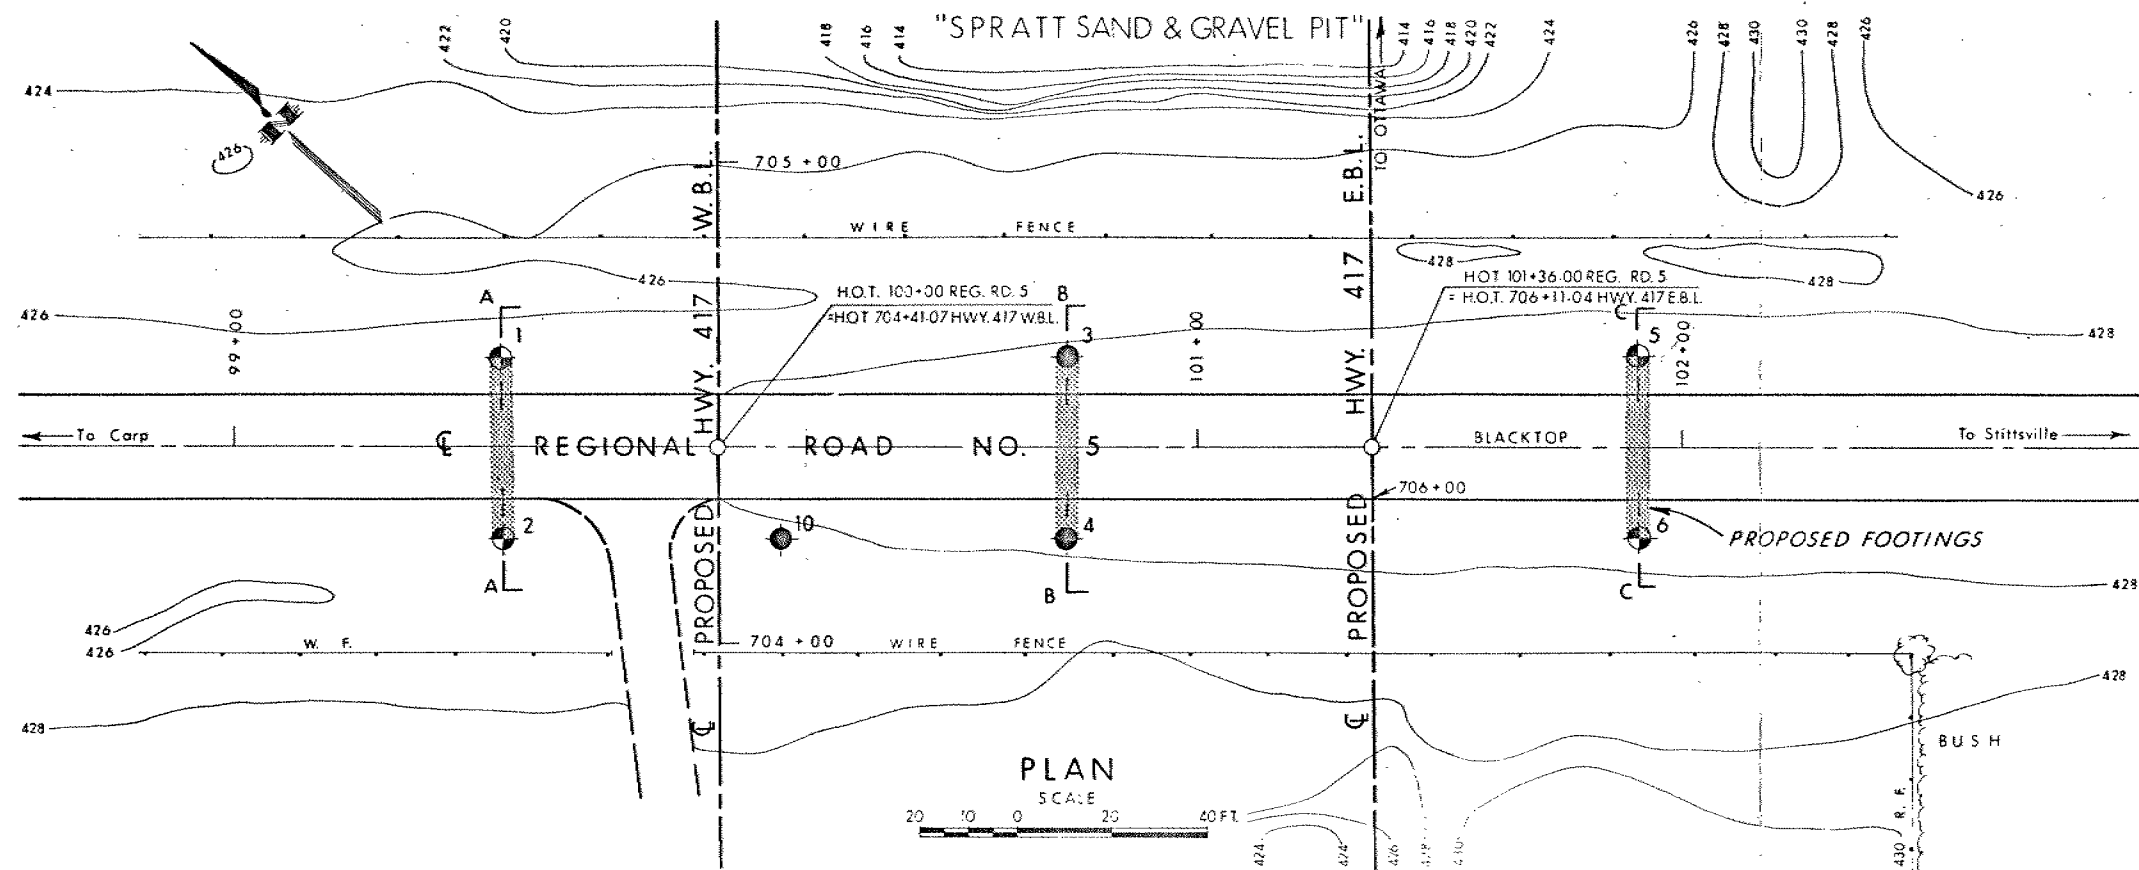 "SPRATT SAND & GRAVEL PIT"
422
420
418
416
414
414
416
418
420
422
424
426
428
430
430
428
426
TO OTTAWA
424
426
426
705 + 00
W.B.L.
E.B.L.
WIRE FENCE
426
428
428
H.O.T. 100+00 REG. RD. 5
=HOT 704+41.07 HWY. 417 W.B.L.
HOT 101+36.00 REG. RD. 5
= H.O.T. 706+11.04 HWY. 417 E.B.L.
426
428
99 + 00
101 + 00
102 + 00
A
1
B
3
C
5
PROPOSED HWY. 417
PROPOSED HWY. 417
To Carp
℄ REGIONAL ROAD NO. 5
BLACKTOP
To Stittsville
706 + 00
2
10
4
6
PROPOSED FOOTINGS
A
B
C
428
426
426
W. F.
704 + 00
WIRE FENCE
428
428
℄
℄
BUSH
R. F.
PLAN
SCALE
20 10 0 20 40 FT.
424
424
426
428
430
430